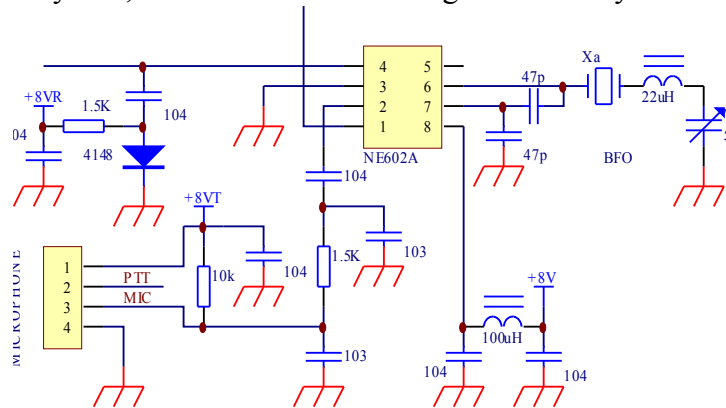 Xa
4
5
47p
3
6
+8VR
1.5K
104
2
7
22uH
04
1
8
4148
NE602A
47p
BFO
104
+8VT
MICROPHONE
1
104
1.5K
103
PTT
2
10k
+8V
MIC
3
4
100uH
103
104
104